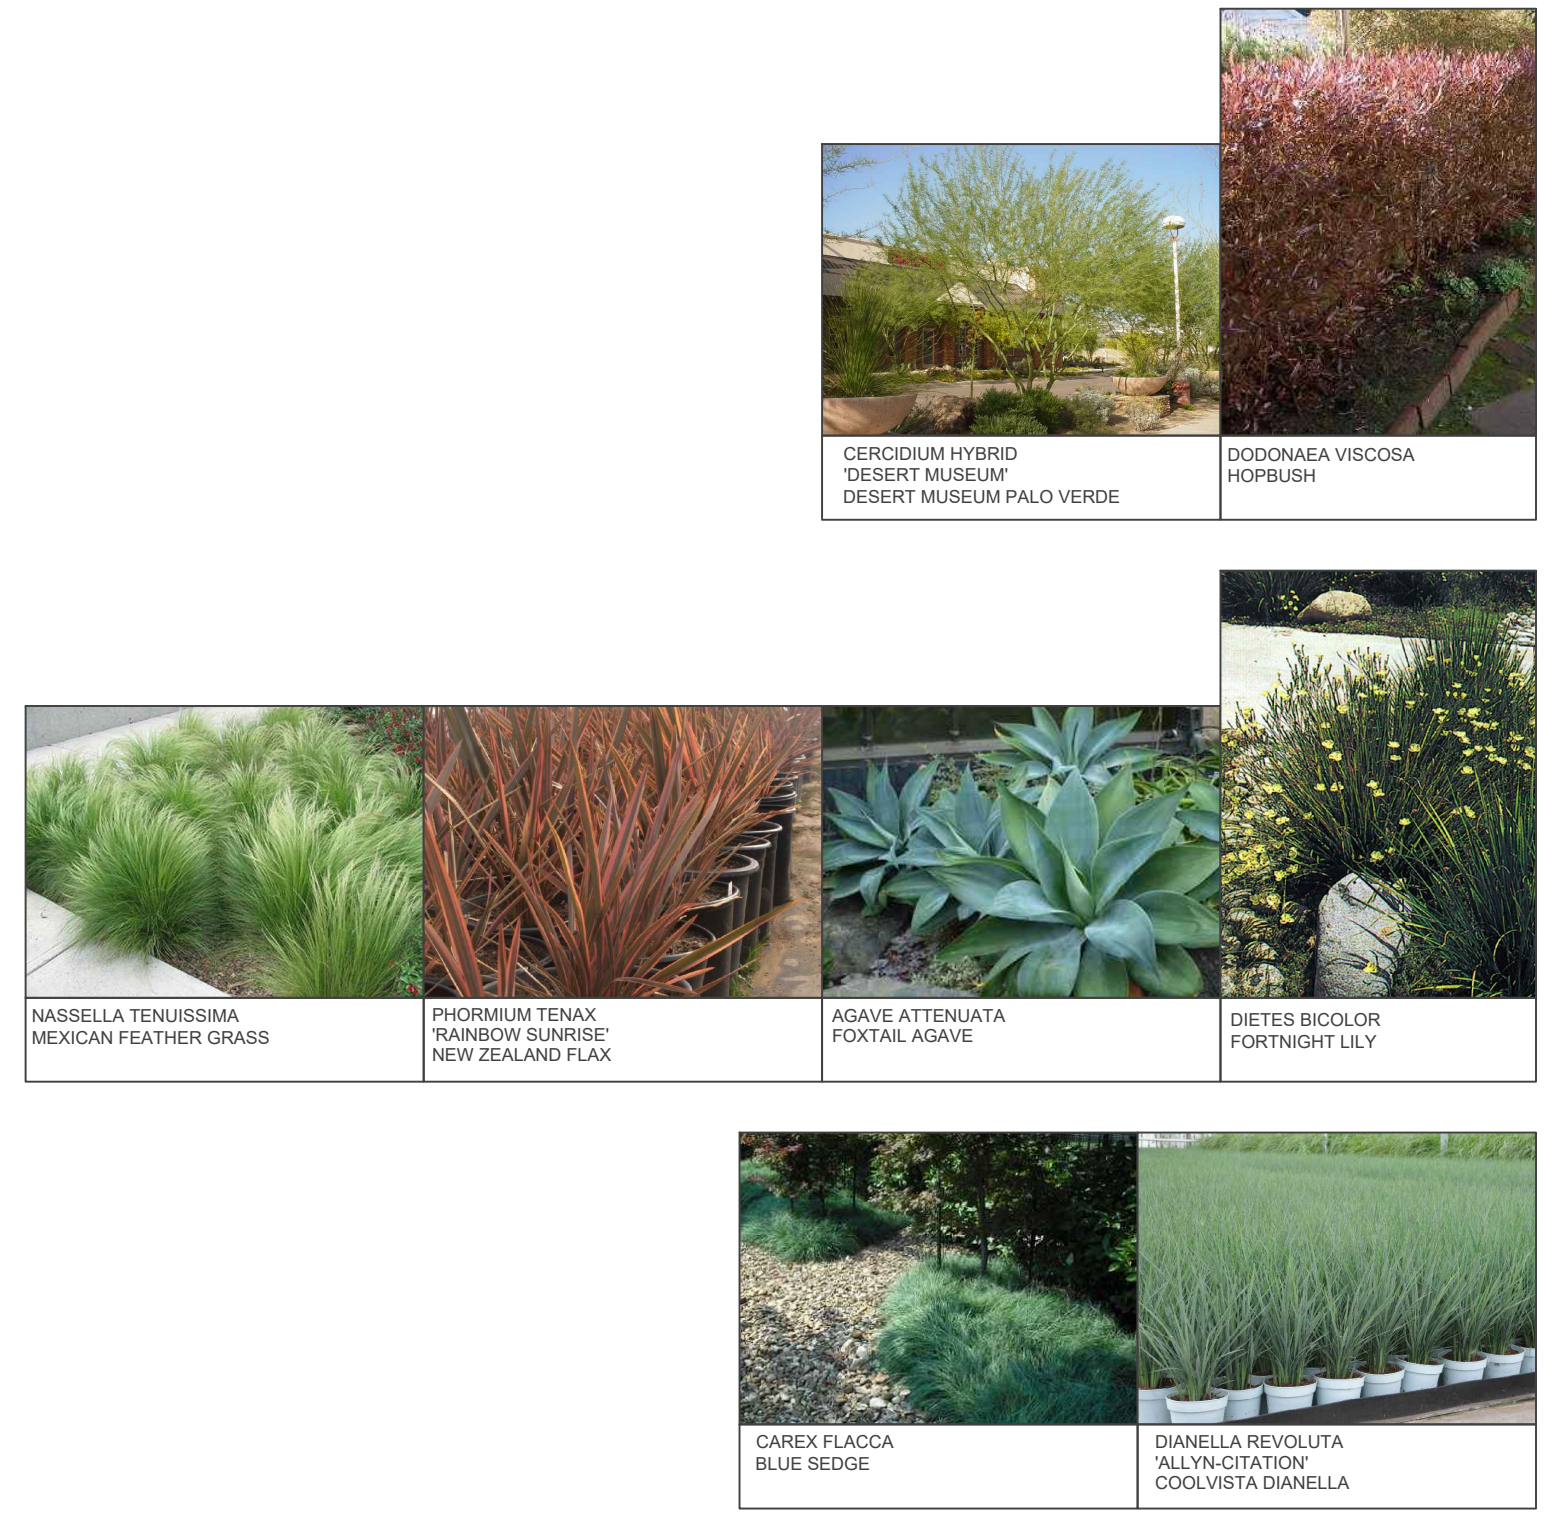 CERCIDIUM HYBRID
'DESERT MUSEUM'
DESERT MUSEUM PALO VERDE
DODONAEA VISCOSA
HOPBUSH
NASSELLA TENUISSIMA
MEXICAN FEATHER GRASS
PHORMIUM TENAX
'RAINBOW SUNRISE'
NEW ZEALAND FLAX
AGAVE ATTENUATA
FOXTAIL AGAVE
DIETES BICOLOR
FORTNIGHT LILY
CAREX FLACCA
BLUE SEDGE
DIANELLA REVOLUTA
'ALLYN-CITATION'
COOLVISTA DIANELLA